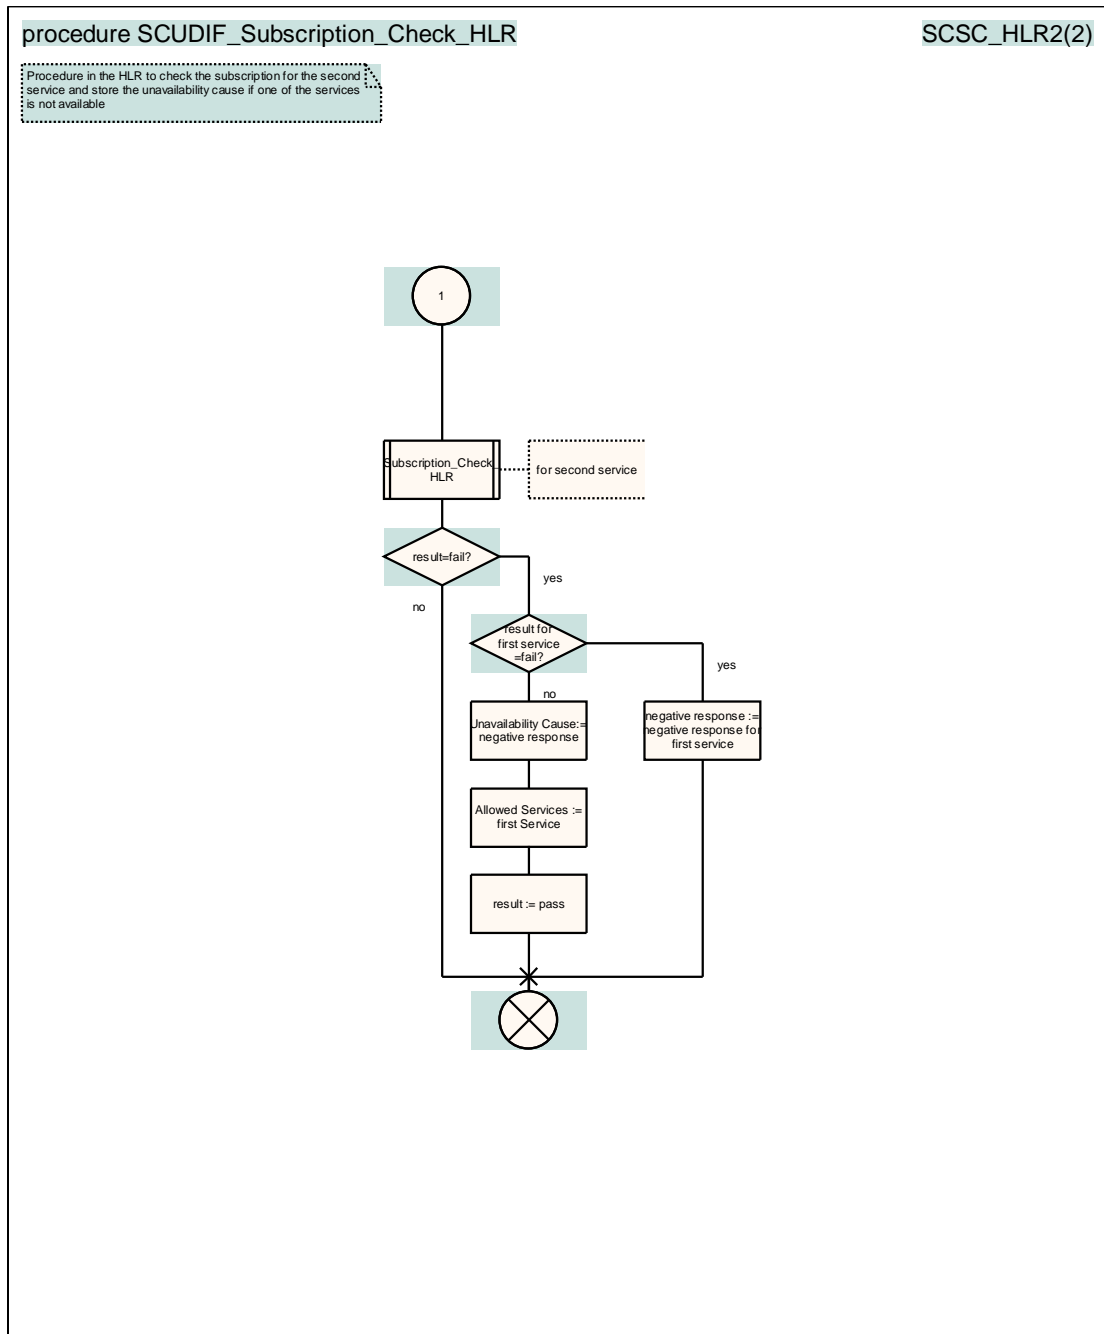 procedure SCUDIF_Subscription_Check_HLR
SCSC_HLR2(2)
Procedure in the HLR to check the subscription for the second
service and store the unavailability cause if one of the services
is not available
1
Subscription_Check_
HLR
for second service
result=fail?
yes
no
result for
first service
=fail?
yes
no
Unavailability Cause:=
negative response
negative response :=
negative response for
first service
Allowed Services :=
first Service
result := pass